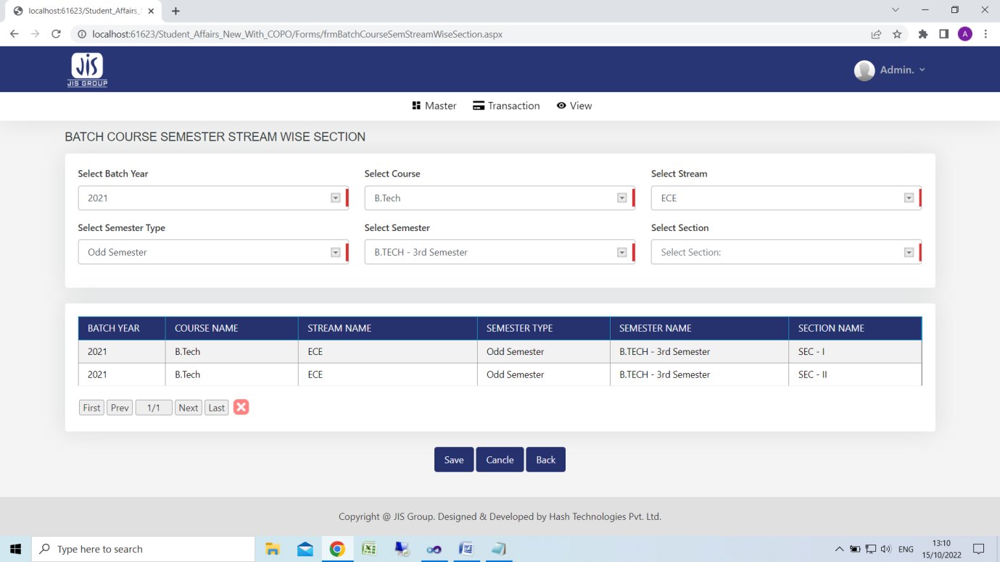 localhost:61623/Student_Affairs_
localhost:61623/Student_Affairs_New_With_COPO/Forms/frmBatchCourseSemStreamWiseSection.aspx
A
JIS
JIS GROUP
Admin.
Master Transaction View
BATCH COURSE SEMESTER STREAM WISE SECTION
Select Batch Year Select Course Select Stream
2021 B.Tech ECE
Select Semester Type Select Semester Select Section
Odd Semester B.TECH - 3rd Semester Select Section:
BATCH YEAR COURSE NAME STREAM NAME SEMESTER TYPE SEMESTER NAME SECTION NAME
2021 B.Tech ECE Odd Semester B.TECH - 3rd Semester SEC - I
2021 B.Tech ECE Odd Semester B.TECH - 3rd Semester SEC - II
First Prev 1/1 Next Last
Save Cancle Back
Copyright @ JIS Group. Designed & Developed by Hash Technologies Pvt. Ltd.
Type here to search
ENG
13:10
15/10/2022